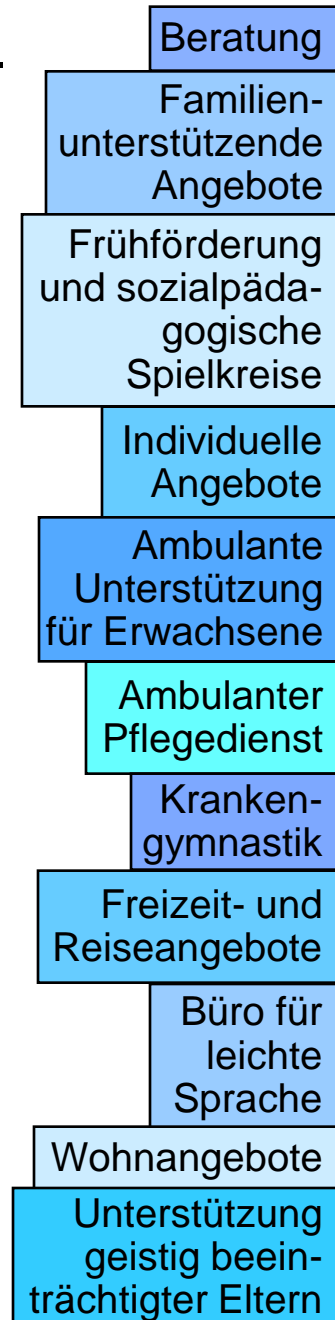 Beratung
Familien-
unterstützende
Angebote
Frühförderung
und sozialpäda-
gogische
Spielkreise
Individuelle
Angebote
Ambulante
Unterstützung
für Erwachsene
Ambulanter
Pflegedienst
Kranken-
gymnastik
Freizeit- und
Reiseangebote
Büro für
leichte
Sprache
Wohnangebote
Unterstützung
geistig beein-
trächtigter Eltern